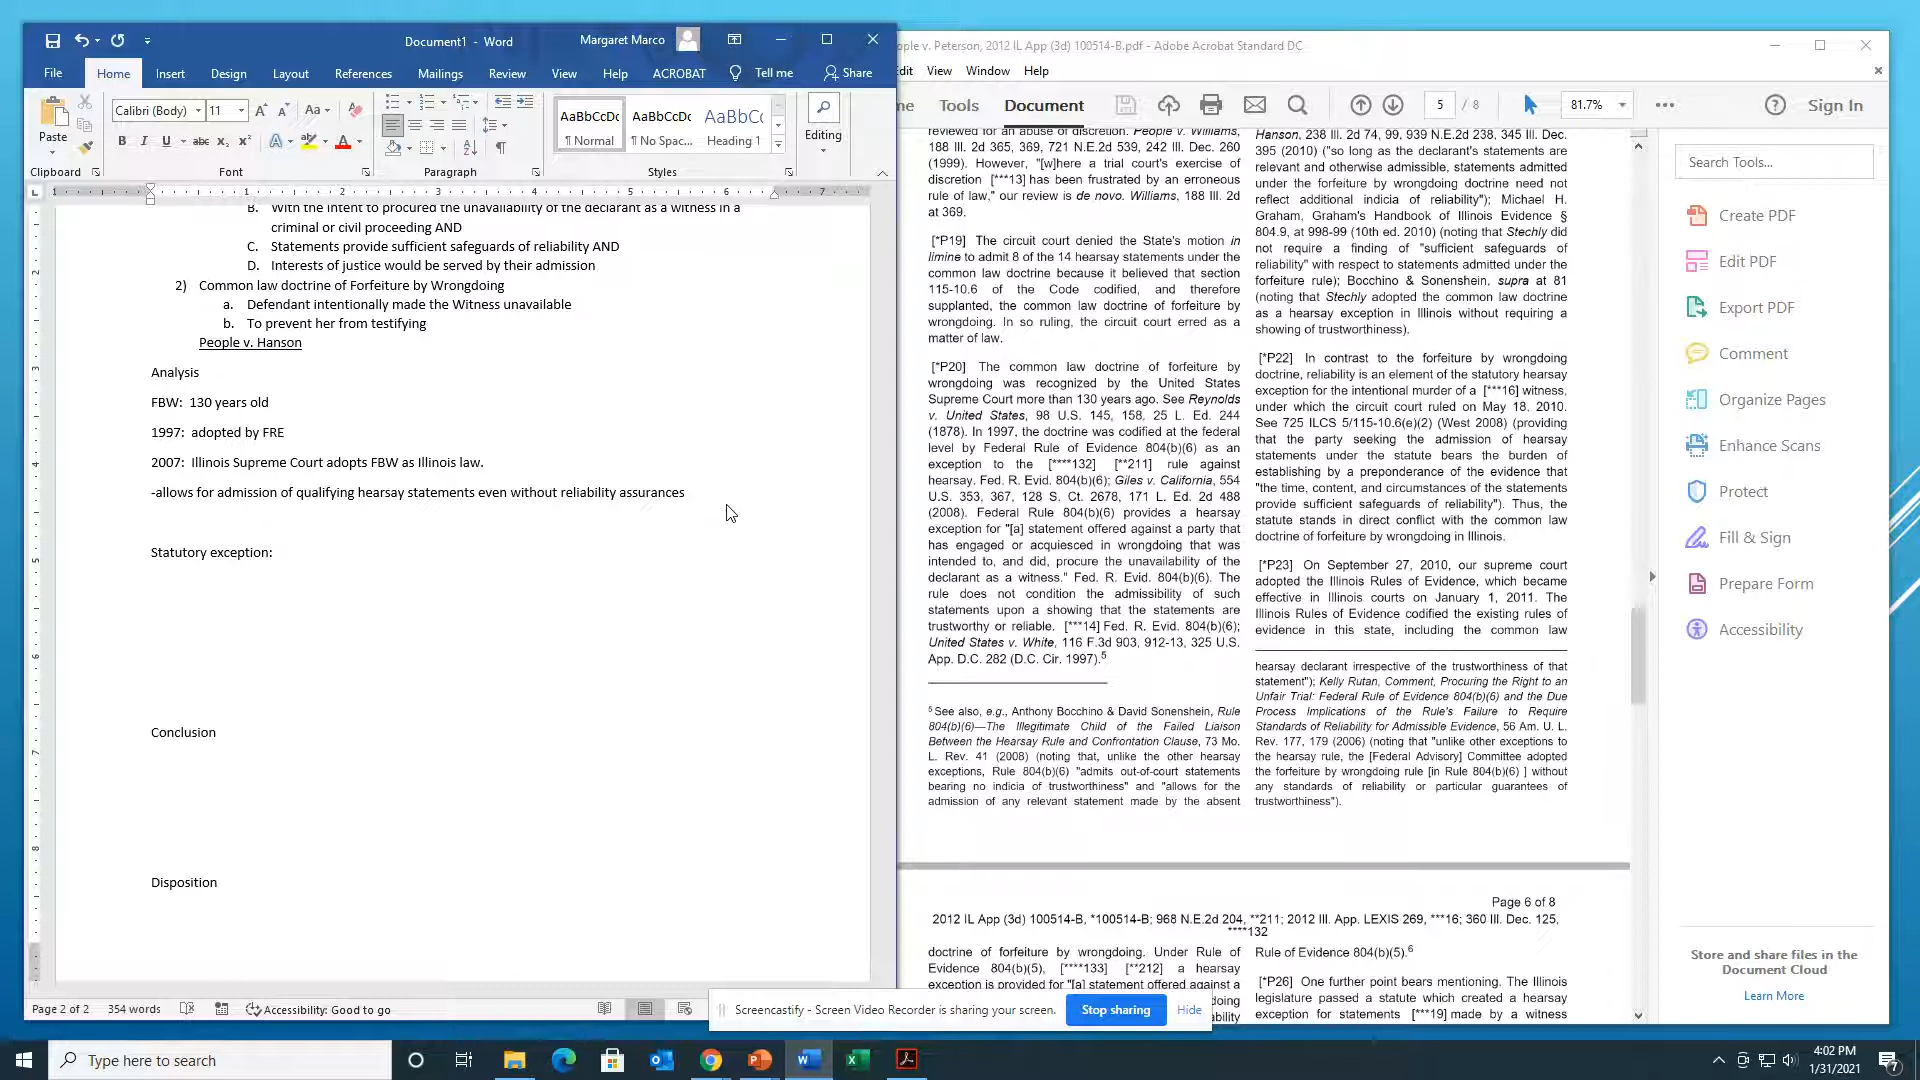 Document1 - Word
Margaret Marco
File Home Insert Design Layout References Mailings Review View Help ACROBAT Tell me Share
Paste
Calibri (Body) 11
Clipboard Font Paragraph Styles
AaBbCcDc AaBbCcDc AaBbCc
¶ Normal ¶ No Spac... Heading 1
Editing
B. With the intent to procured the unavailability of the declarant as a witness in a
criminal or civil proceeding AND
C. Statements provide sufficient safeguards of reliability AND
D. Interests of justice would be served by their admission
2) Common law doctrine of Forfeiture by Wrongdoing
a. Defendant intentionally made the Witness unavailable
b. To prevent her from testifying
People v. Hanson
Analysis
FBW: 130 years old
1997: adopted by FRE
2007: Illinois Supreme Court adopts FBW as Illinois law.
-allows for admission of qualifying hearsay statements even without reliability assurances
Statutory exception:
Conclusion
Disposition
Page 2 of 2 354 words Accessibility: Good to go
ople v. Peterson, 2012 IL App (3d) 100514-B.pdf - Adobe Acrobat Standard DC
Edit View Window Help
me Tools Document 5 / 8 81.7% Sign In
reviewed for an abuse of discretion. People v. Williams,
188 Ill. 2d 365, 369, 721 N.E.2d 539, 242 Ill. Dec. 260
(1999). However, "[w]here a trial court's exercise of
discretion [***13] has been frustrated by an erroneous
rule of law," our review is de novo. Williams, 188 Ill. 2d
at 369.
[*P19] The circuit court denied the State's motion in
limine to admit 8 of the 14 hearsay statements under the
common law doctrine because it believed that section
115-10.6 of the Code codified, and therefore
supplanted, the common law doctrine of forfeiture by
wrongdoing. In so ruling, the circuit court erred as a
matter of law.
[*P20] The common law doctrine of forfeiture by
wrongdoing was recognized by the United States
Supreme Court more than 130 years ago. See Reynolds
v. United States, 98 U.S. 145, 158, 25 L. Ed. 244
(1878). In 1997, the doctrine was codified at the federal
level by Federal Rule of Evidence 804(b)(6) as an
exception to the [****132] [**211] rule against
hearsay. Fed. R. Evid. 804(b)(6); Giles v. California, 554
U.S. 353, 367, 128 S. Ct. 2678, 171 L. Ed. 2d 488
(2008). Federal Rule 804(b)(6) provides a hearsay
exception for "[a] statement offered against a party that
has engaged or acquiesced in wrongdoing that was
intended to, and did, procure the unavailability of the
declarant as a witness." Fed. R. Evid. 804(b)(6). The
rule does not condition the admissibility of such
statements upon a showing that the statements are
trustworthy or reliable. [***14] Fed. R. Evid. 804(b)(6);
United States v. White, 116 F.3d 903, 912-13, 325 U.S.
App. D.C. 282 (D.C. Cir. 1997).5
5 See also, e.g., Anthony Bocchino & David Sonenshein, Rule
804(b)(6)—The Illegitimate Child of the Failed Liaison
Between the Hearsay Rule and Confrontation Clause, 73 Mo.
L. Rev. 41 (2008) (noting that, unlike the other hearsay
exceptions, Rule 804(b)(6) "admits out-of-court statements
bearing no indicia of trustworthiness" and "allows for the
admission of any relevant statement made by the absent
Hanson, 238 Ill. 2d 74, 99, 939 N.E.2d 238, 345 Ill. Dec.
395 (2010) ("so long as the declarant's statements are
relevant and otherwise admissible, statements admitted
under the forfeiture by wrongdoing doctrine need not
reflect additional indicia of reliability"); Michael H.
Graham, Graham's Handbook of Illinois Evidence §
804.9, at 998-99 (10th ed. 2010) (noting that Stechly did
not require a finding of "sufficient safeguards of
reliability" with respect to statements admitted under the
forfeiture rule); Bocchino & Sonenshein, supra at 81
(noting that Stechly adopted the common law doctrine
as a hearsay exception in Illinois without requiring a
showing of trustworthiness).
[*P22] In contrast to the forfeiture by wrongdoing
doctrine, reliability is an element of the statutory hearsay
exception for the intentional murder of a [***16] witness,
under which the circuit court ruled on May 18, 2010.
See 725 ILCS 5/115-10.6(e)(2) (West 2008) (providing
that the party seeking the admission of hearsay
statements under the statute bears the burden of
establishing by a preponderance of the evidence that
"the time, content, and circumstances of the statements
provide sufficient safeguards of reliability"). Thus, the
statute stands in direct conflict with the common law
doctrine of forfeiture by wrongdoing in Illinois.
[*P23] On September 27, 2010, our supreme court
adopted the Illinois Rules of Evidence, which became
effective in Illinois courts on January 1, 2011. The
Illinois Rules of Evidence codified the existing rules of
evidence in this state, including the common law
hearsay declarant irrespective of the trustworthiness of that
statement"); Kelly Rutan, Comment, Procuring the Right to an
Unfair Trial: Federal Rule of Evidence 804(b)(6) and the Due
Process Implications of the Rule's Failure to Require
Standards of Reliability for Admissible Evidence, 56 Am. U. L.
Rev. 177, 179 (2006) (noting that "unlike other exceptions to
the hearsay rule, the [Federal Advisory] Committee adopted
the forfeiture by wrongdoing rule [in Rule 804(b)(6) ] without
any standards of reliability or particular guarantees of
trustworthiness").
Page 6 of 8
2012 IL App (3d) 100514-B, *100514-B; 968 N.E.2d 204, **211; 2012 Ill. App. LEXIS 269, ***16; 360 Ill. Dec. 125,
****132
doctrine of forfeiture by wrongdoing. Under Rule of
Evidence 804(b)(5), [****133] [**212] a hearsay
exception is provided for "[a] statement offered against a
Rule of Evidence 804(b)(5).6
[*P26] One further point bears mentioning. The Illinois
legislature passed a statute which created a hearsay
exception for statements [***19] made by a witness
Search Tools...
Create PDF
Edit PDF
Export PDF
Comment
Organize Pages
Enhance Scans
Protect
Fill & Sign
Prepare Form
Accessibility
Store and share files in the
Document Cloud
Learn More
Screencastify - Screen Video Recorder is sharing your screen. Stop sharing Hide
Type here to search
4:02 PM
1/31/2021